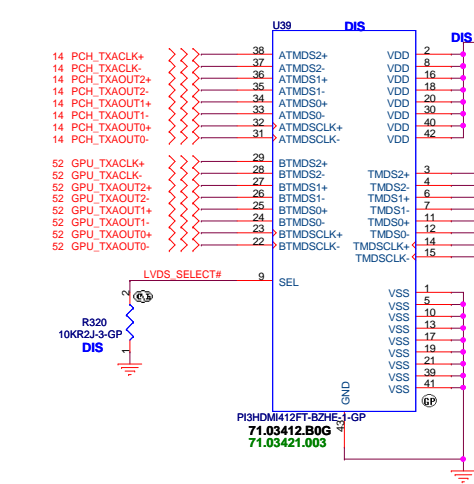 U39 DIS
DIS
14 PCH_TXACLK+ 38 ATMDS2+ VDD 2
14 PCH_TXACLK- 37 ATMDS2- VDD 8
14 PCH_TXAOUT2+ 36 ATMDS1+ VDD 16
14 PCH_TXAOUT2- 35 ATMDS1- VDD 18
14 PCH_TXAOUT1+ 34 ATMDS0+ VDD 20
14 PCH_TXAOUT1- 33 ATMDS0- VDD 30
14 PCH_TXAOUT0+ 32 ATMDSCLK+ VDD 40
14 PCH_TXAOUT0- 31 ATMDSCLK- VDD 42
52 GPU_TXACLK+ 29 BTMDS2+
52 GPU_TXACLK- 28 BTMDS2- TMDS2+ 3
52 GPU_TXAOUT2+ 27 BTMDS1+ TMDS2- 4
52 GPU_TXAOUT2- 26 BTMDS1- TMDS1+ 6
52 GPU_TXAOUT1+ 25 BTMDS0+ TMDS1- 7
52 GPU_TXAOUT1- 24 BTMDS0- TMDS0+ 11
52 GPU_TXAOUT0+ 23 BTMDSCLK+ TMDS0- 12
52 GPU_TXAOUT0- 22 BTMDSCLK- TMDSCLK+ 14
TMDSCLK- 15
LVDS_SELECT# 9 SEL
VSS 1
2 VSS 5
VSS 10
R320 VSS 13
10KR2J-3-GP VSS 17
DIS VSS 19
1 VSS 21
VSS 39
VSS 41
GND GP
PI3HDMI412FT-BZHE-1-GP
71.03412.B0G 43
71.03421.003